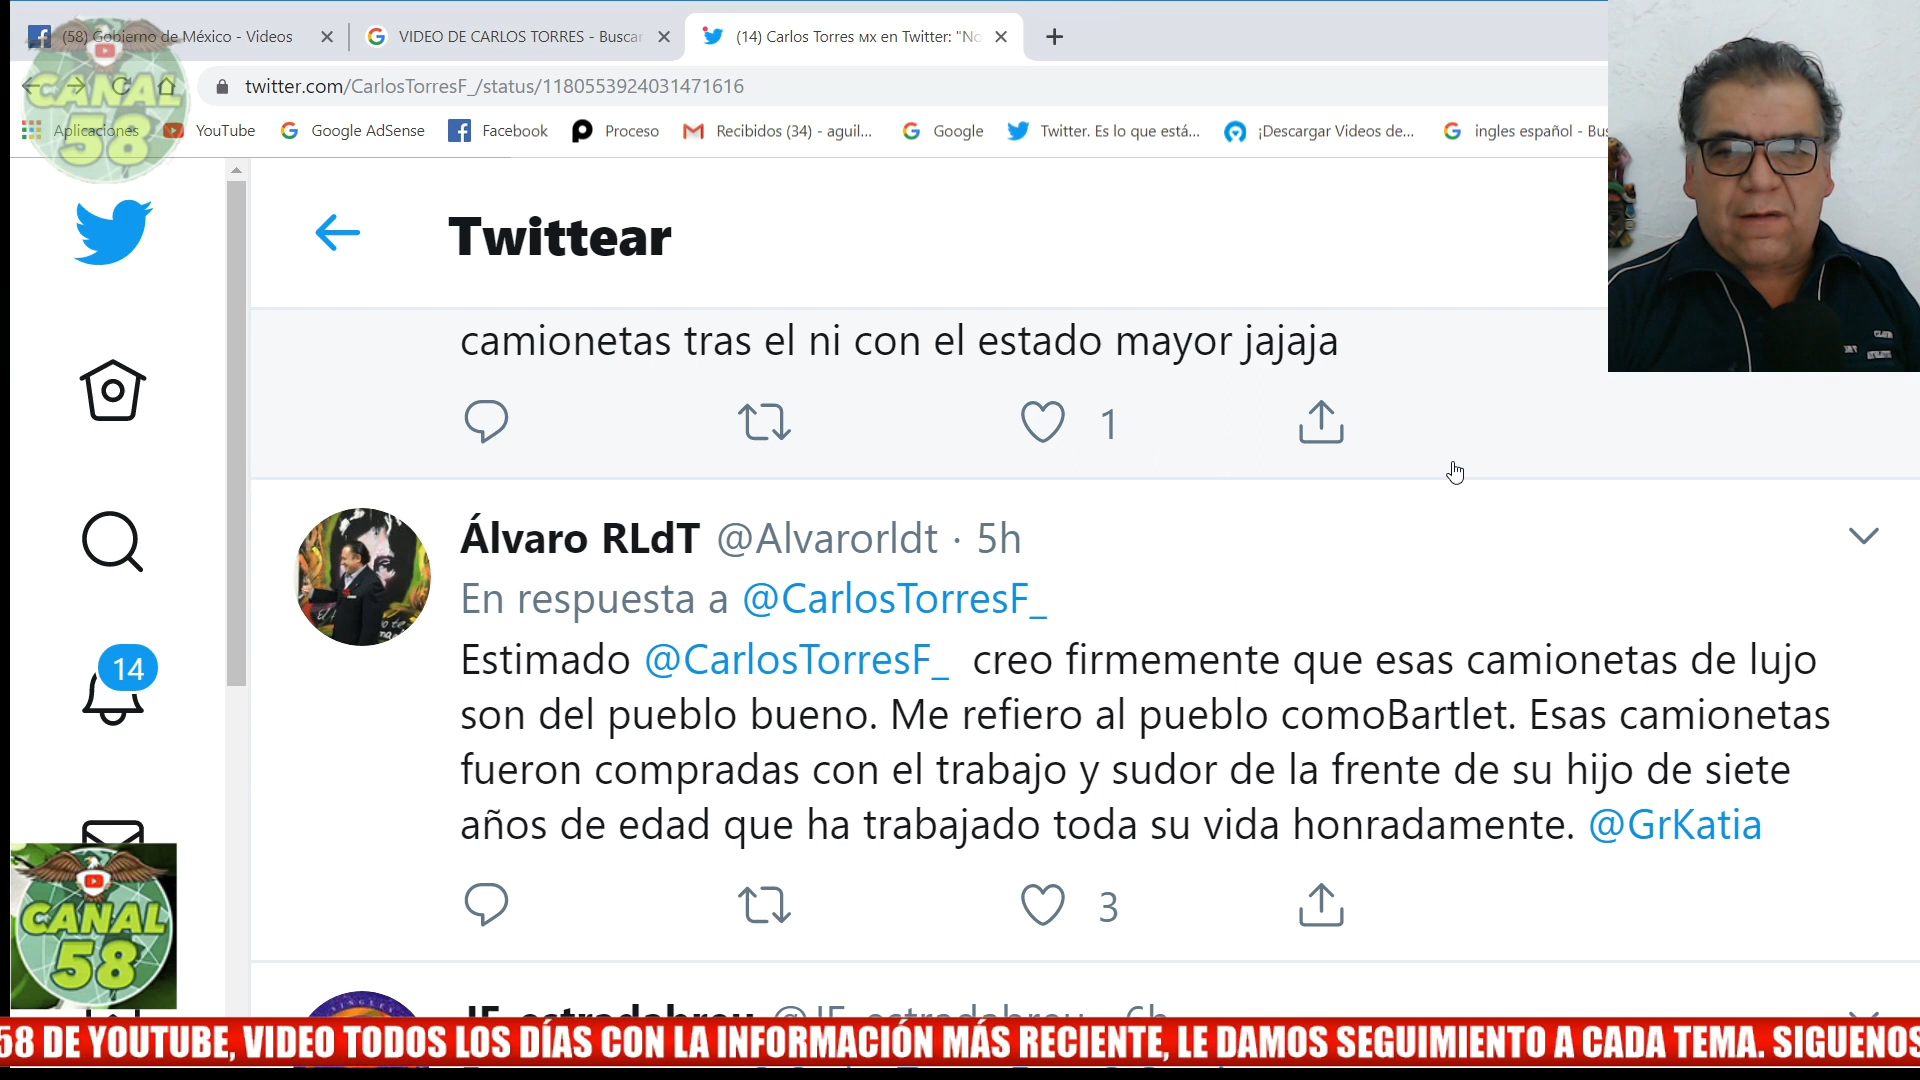 (58) Gobierno de México - Videos
VIDEO DE CARLOS TORRES - Buscar
(14) Carlos Torres MX en Twitter: "No
twitter.com/CarlosTorresF_/status/1180553924031471616
Aplicaciones
YouTube
Google AdSense
Facebook
Proceso
Recibidos (34) - aguil...
Google
Twitter. Es lo que está...
¡Descargar Videos de...
ingles español - Bus
CANAL
58
Twittear
camionetas tras el ni con el estado mayor jajaja
1
Álvaro RLdT @Alvarorldt · 5h
En respuesta a @CarlosTorresF_
Estimado @CarlosTorresF_ creo firmemente que esas camionetas de lujo
son del pueblo bueno. Me refiero al pueblo comoBartlet. Esas camionetas
fueron compradas con el trabajo y sudor de la frente de su hijo de siete
años de edad que ha trabajado toda su vida honradamente. @GrKatia
3
14
CANAL
58
JF_estradabreu @JF_estradabreu · 6h
58 DE YOUTUBE, VIDEO TODOS LOS DÍAS CON LA INFORMACIÓN MÁS RECIENTE, LE DAMOS SEGUIMIENTO A CADA TEMA. SIGUENOS